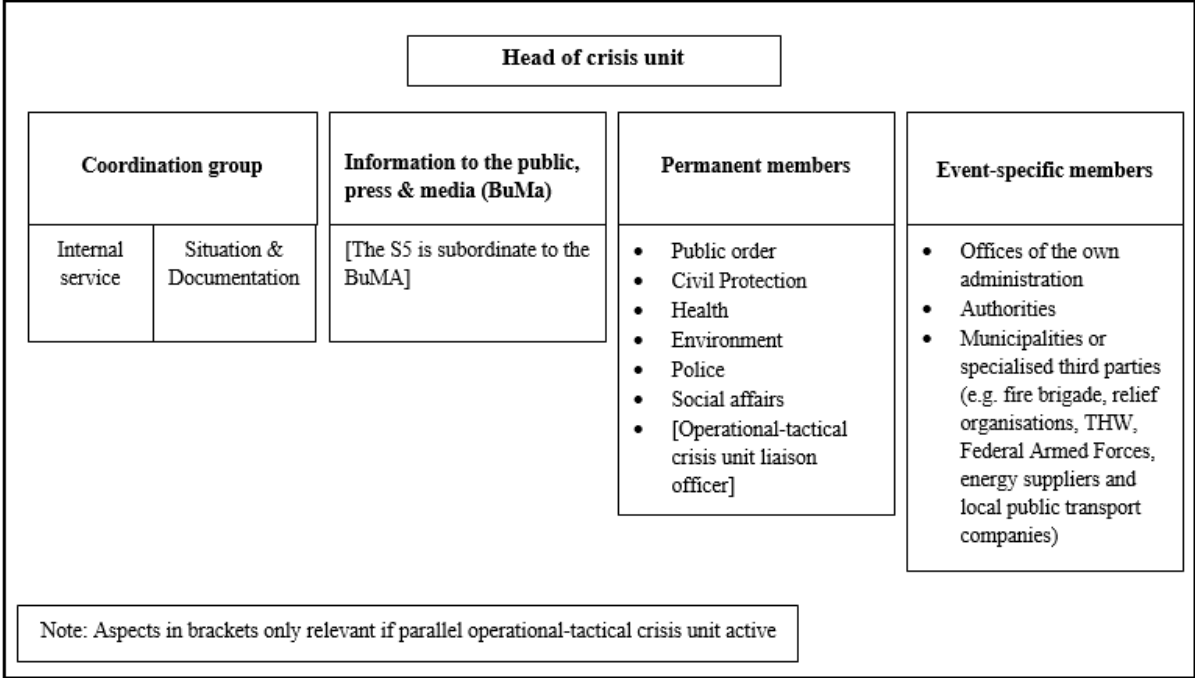 Head of crisis unit
Coordination group
Internal
service
Situation &
Documentation
Information to the public,
press & media (BuMa)
[The S5 is subordinate to the
BuMA]
Permanent members
• Public order
• Civil Protection
• Health
• Environment
• Police
• Social affairs
• [Operational-tactical
crisis unit liaison
officer]
Event-specific members
• Offices of the own
administration
• Authorities
• Municipalities or
specialised third parties
(e.g. fire brigade, relief
organisations, THW,
Federal Armed Forces,
energy suppliers and
local public transport
companies)
Note: Aspects in brackets only relevant if parallel operational-tactical crisis unit active